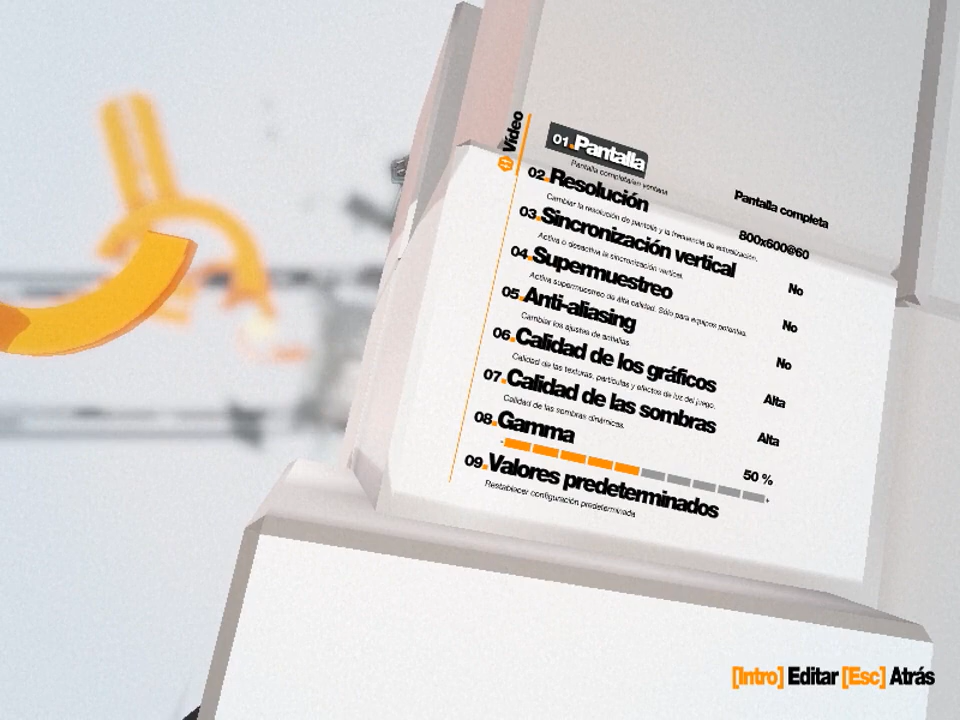 Vídeo
01.Pantalla
Pantalla completa/en ventana
Pantalla completa
02.Resolución
Cambiar la resolución de pantalla y la frecuencia de actualización.
800x600@60
03.Sincronización vertical
Activa o desactiva la sincronización vertical.
No
04.Supermuestreo
Activa supermuestreo de alta calidad. Sólo para equipos potentes.
No
05.Anti-aliasing
Cambiar los ajustes de antialias.
No
06.Calidad de los gráficos
Calidad de las texturas, partículas y efectos de luz del juego.
Alta
07.Calidad de las sombras
Calidad de las sombras dinámicas.
Alta
08.Gamma
- +
50 %
09.Valores predeterminados
Restablecer configuración predeterminada
[Intro] Editar [Esc] Atrás